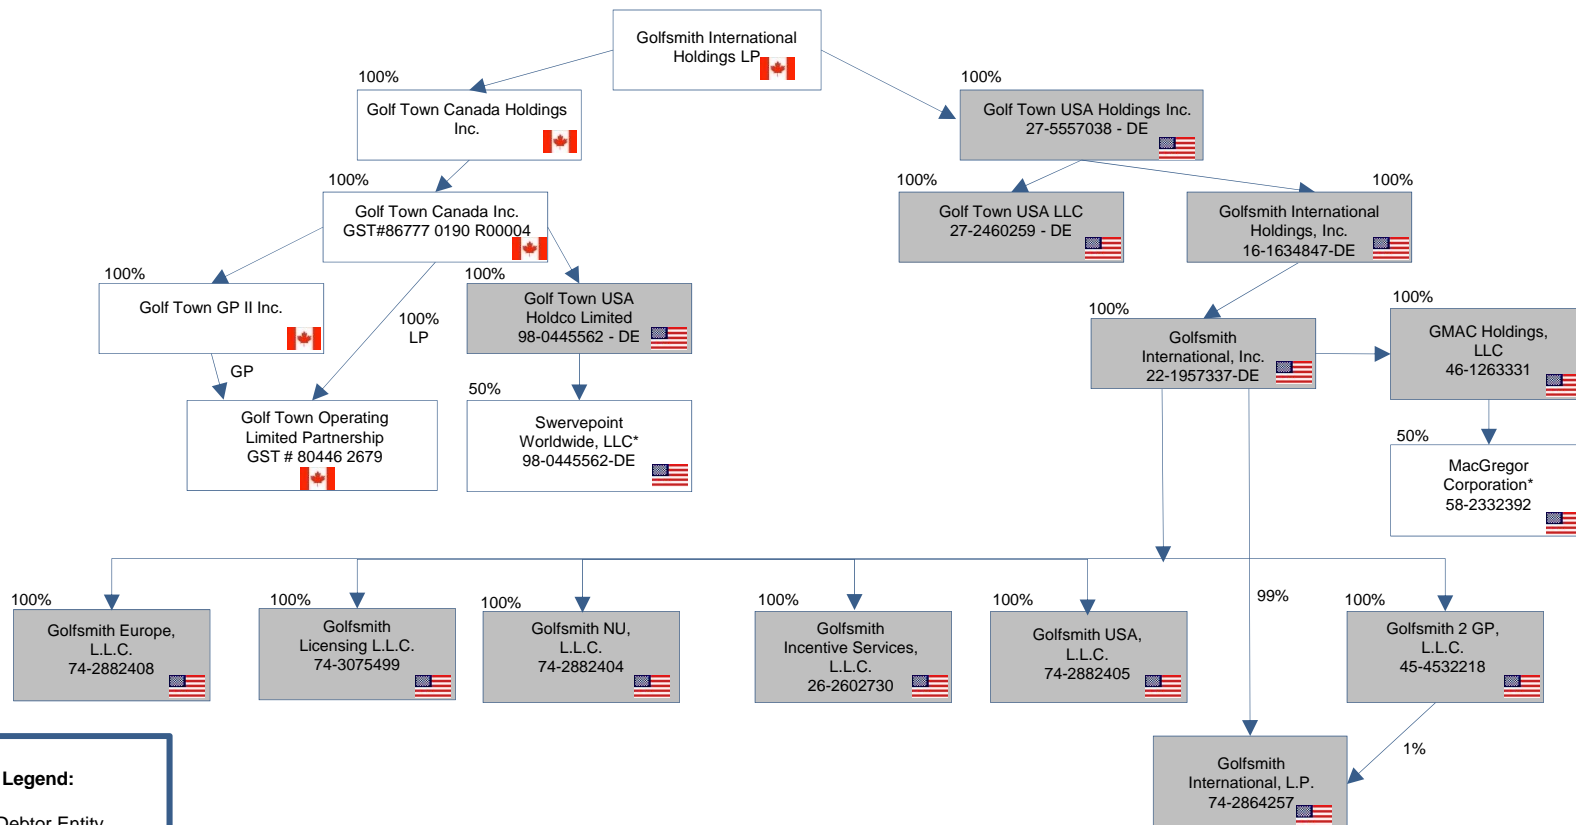 Golfsmith International
Holdings LP
100%
Golf Town Canada Holdings
Inc.
100%
Golf Town USA Holdings Inc.
27-5557038 - DE
100%
Golf Town Canada Inc.
GST#86777 0190 R00004
100%
Golf Town USA LLC
27-2460259 - DE
100%
Golfsmith International
Holdings, Inc.
16-1634847-DE
100%
Golf Town GP II Inc.
100%
LP
100%
Golf Town USA
Holdco Limited
98-0445562 - DE
100%
Golfsmith
International, Inc.
22-1957337-DE
100%
GMAC Holdings,
LLC
46-1263331
GP
Golf Town Operating
Limited Partnership
GST # 80446 2679
50%
Swervepoint
Worldwide, LLC*
98-0445562-DE
50%
MacGregor
Corporation*
58-2332392
100%
Golfsmith Europe,
L.L.C.
74-2882408
100%
Golfsmith
Licensing L.L.C.
74-3075499
100%
Golfsmith NU,
L.L.C.
74-2882404
100%
Golfsmith
Incentive Services,
L.L.C.
26-2602730
100%
Golfsmith USA,
L.L.C.
74-2882405
99%
100%
Golfsmith 2 GP,
L.L.C.
45-4532218
1%
Golfsmith
International, L.P.
74-2864257
Legend:
Debtor Entity